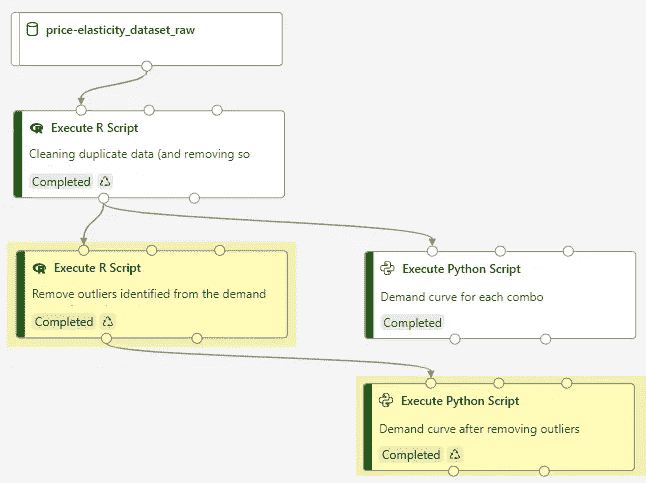 price-elasticity_dataset_raw
Execute R Script
Cleaning duplicate data (and removing so
Completed
Execute R Script
Remove outliers identified from the demand
Completed
Execute Python Script
Demand curve for each combo
Completed
Execute Python Script
Demand curve after removing outliers
Completed